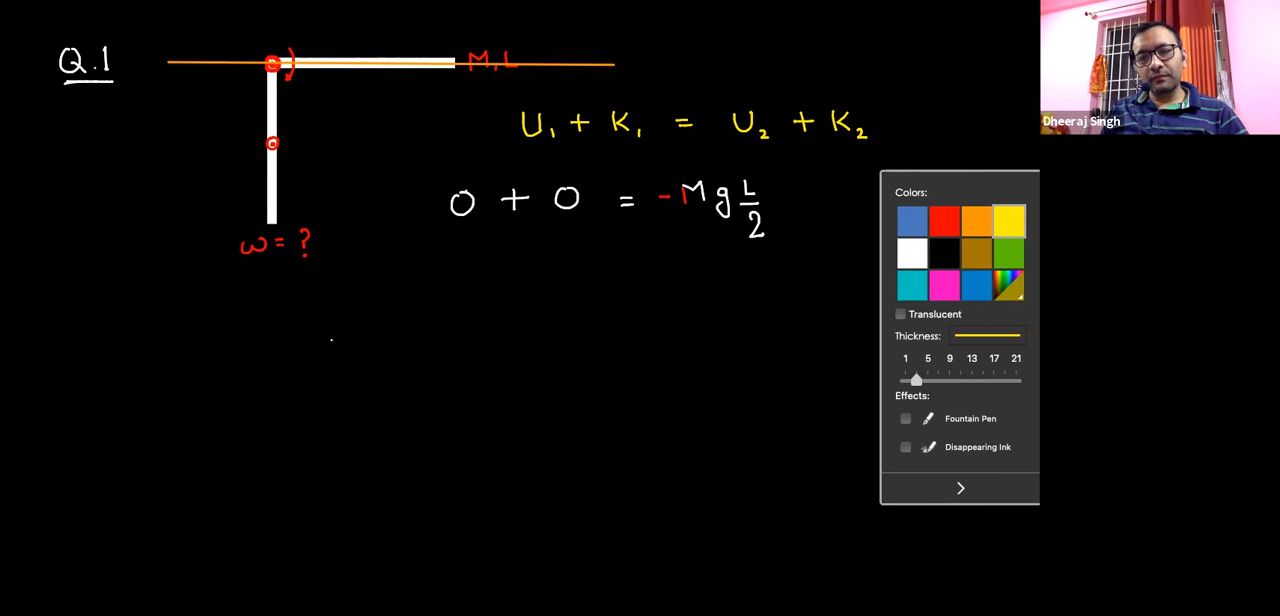 Q.1
M, L
U₁ + K₁ = U₂ + K₂
0 + 0 = -Mg L/2
ω = ?
Dheeraj Singh
Colors:
Translucent
Thickness:
1 5 9 13 17 21
Effects:
Fountain Pen
Disappearing Ink